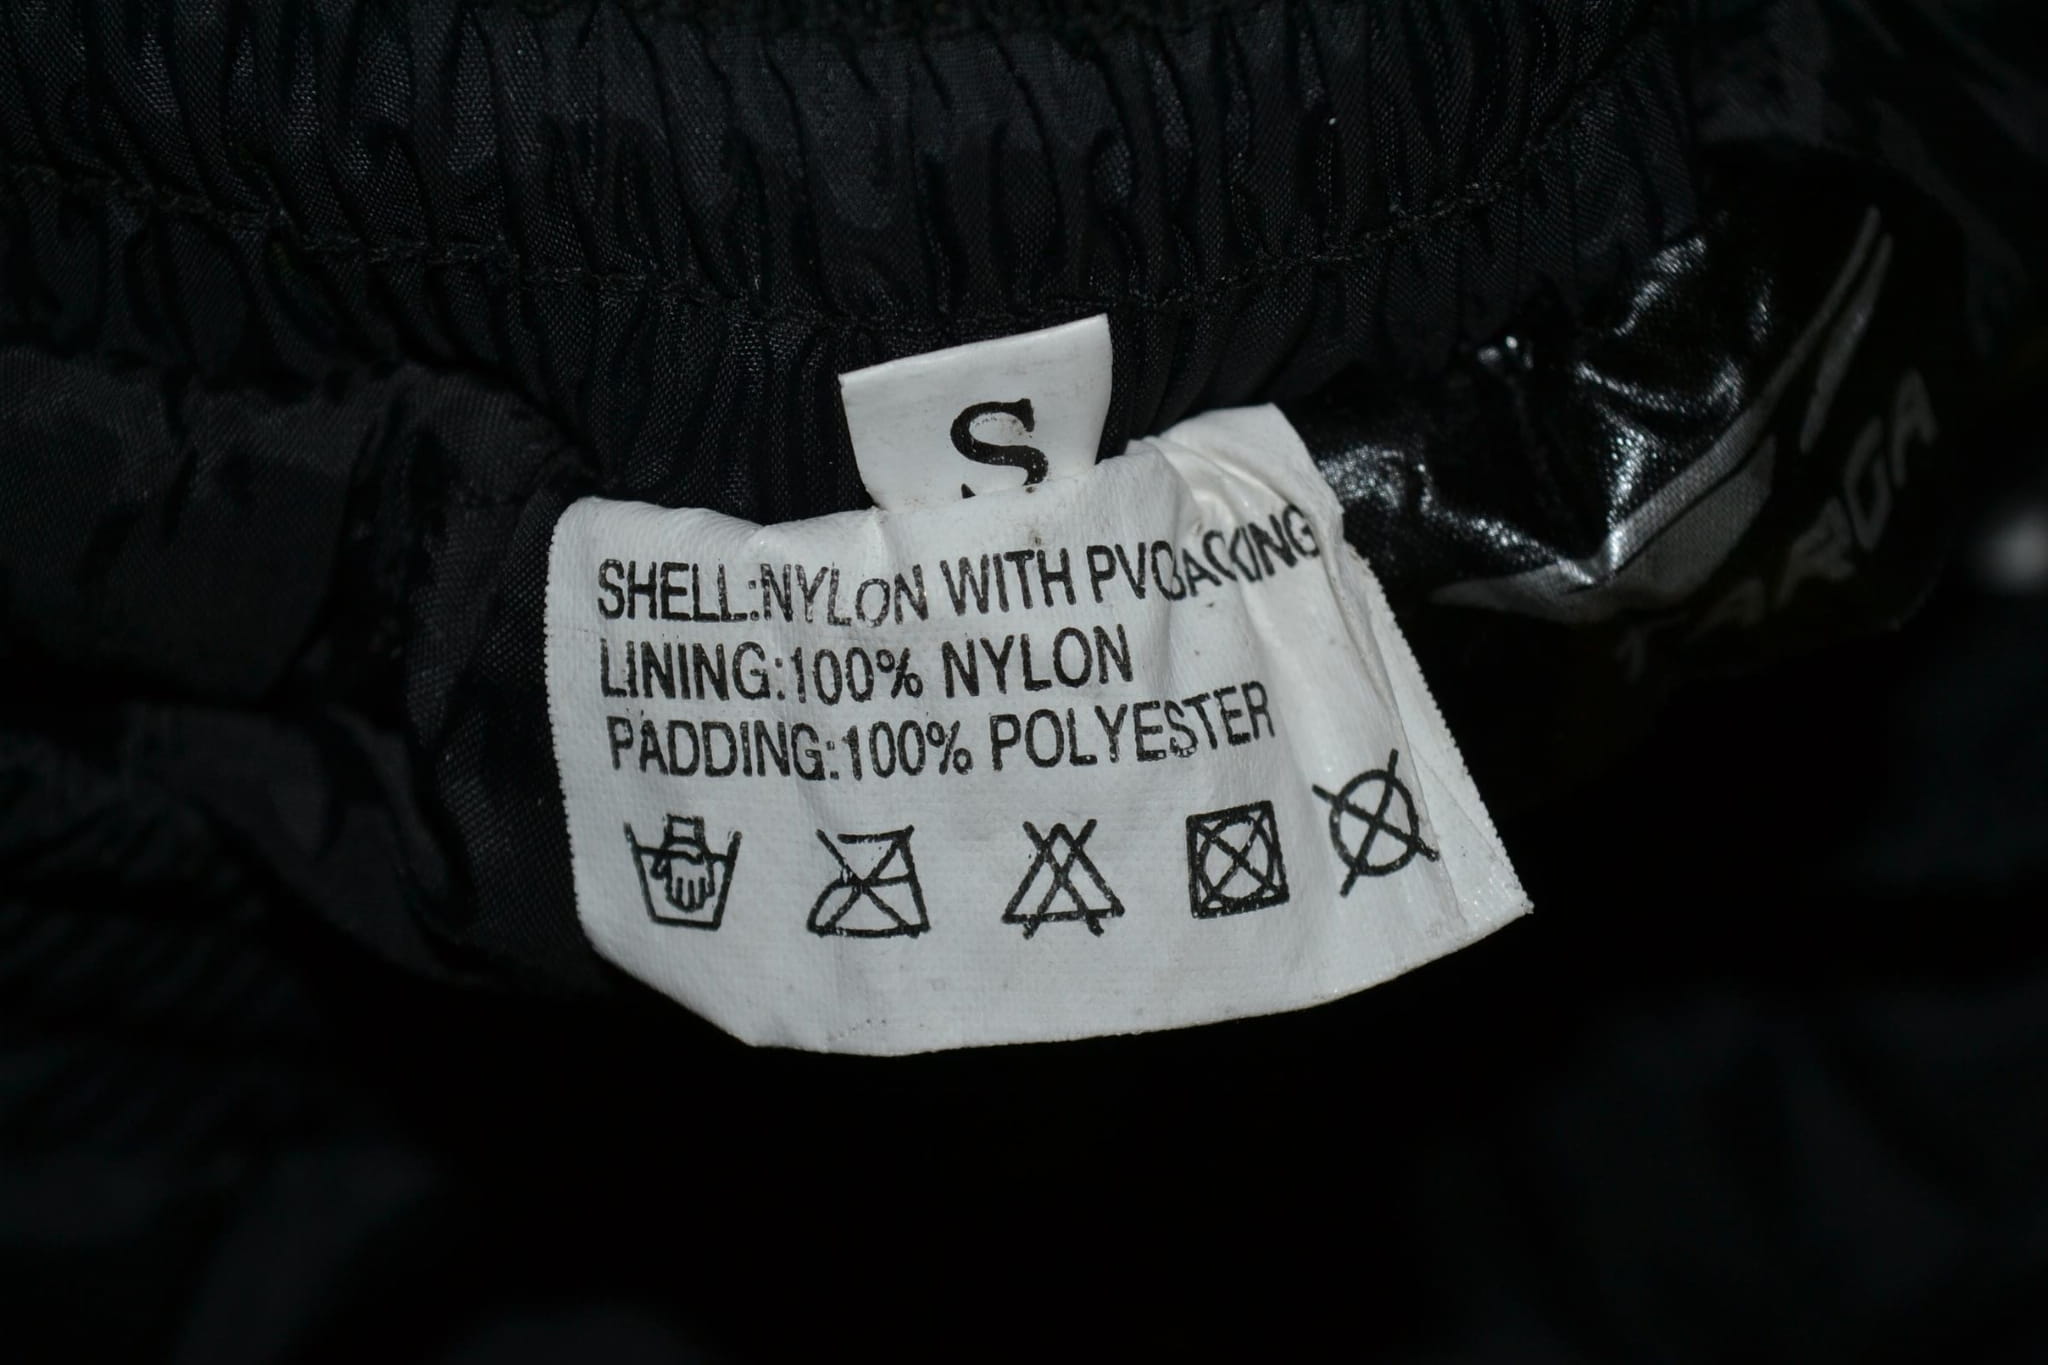 S
SHELL:NYLON WITH PVC BACKING
LINING:100% NYLON
PADDING:100% POLYESTER